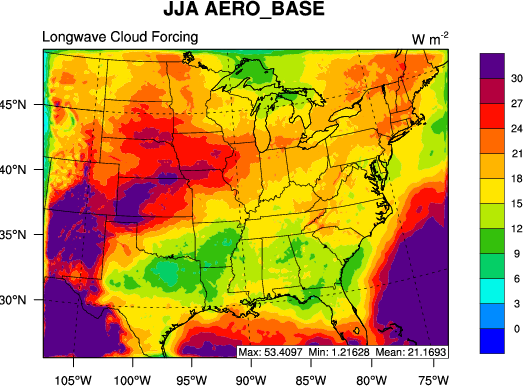 JJA AERO_BASE
Longwave Cloud Forcing W m-2
30
27
24
21
18
15
12
9
6
3
0
45°N
40°N
35°N
30°N
Max: 53.4097 Min: 1.21628 Mean: 21.1693
105°W 100°W 95°W 90°W 85°W 80°W 75°W